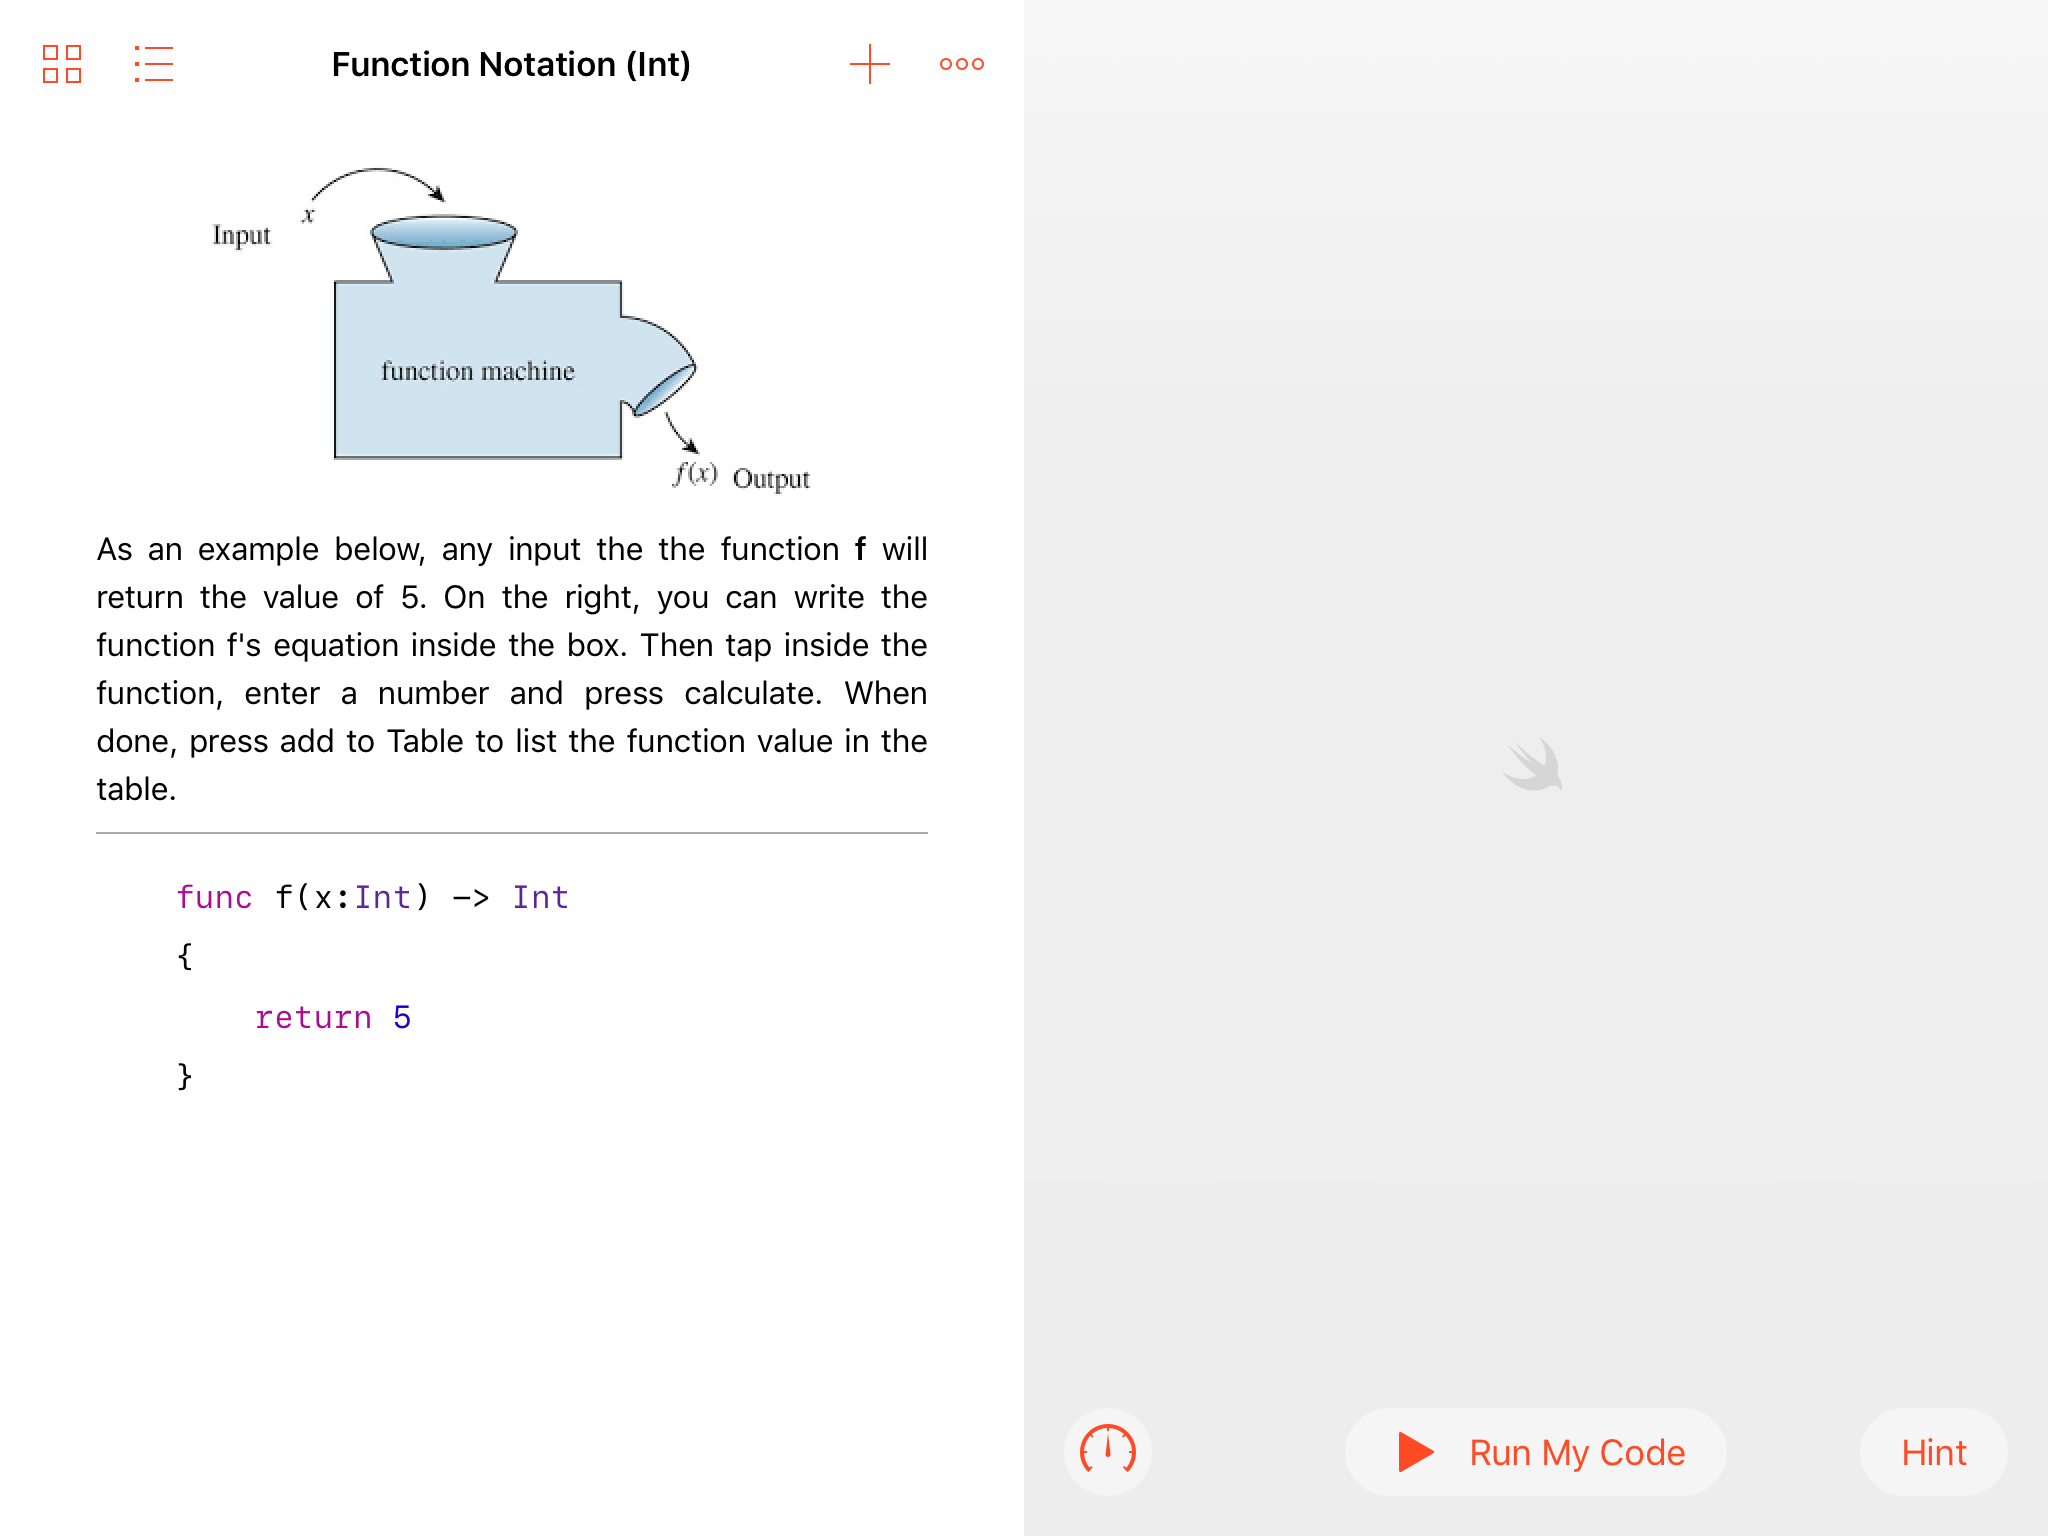 Function Notation (Int)
Input
x
function machine
f(x) Output
As an example below, any input the the function f will
return the value of 5. On the right, you can write the
function f's equation inside the box. Then tap inside the
function, enter a number and press calculate. When
done, press add to Table to list the function value in the
table.
func f(x:Int) -> Int
{
return 5
}
Run My Code
Hint